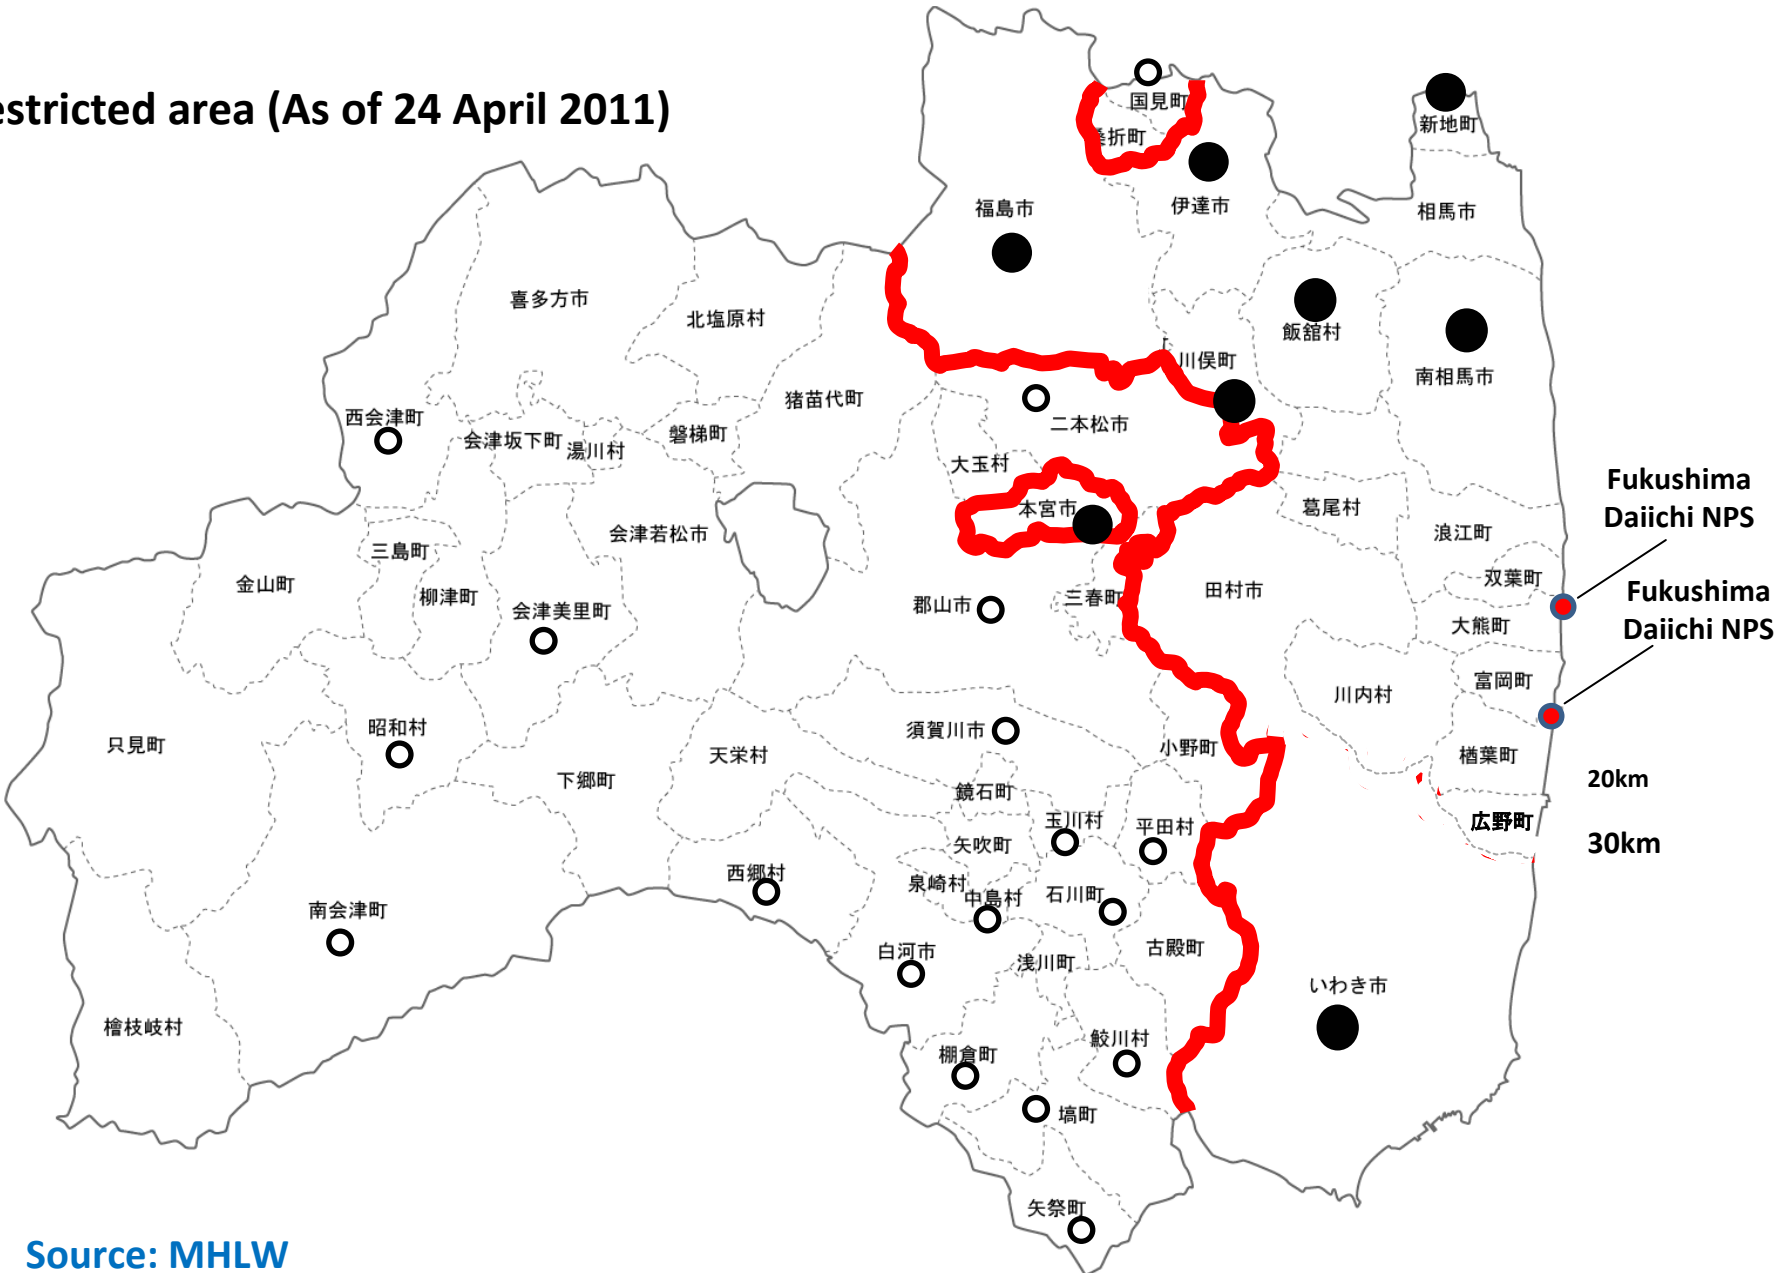 estricted area (As of 24 April 2011)
国見町
桑折町
新地町
伊達市
福島市
相馬市
喜多方市
北塩原村
飯舘村
川俣町
南相馬市
猪苗代町
西会津町
二本松市
会津坂下町
湯川村
磐梯町
大玉村
Fukushima
Daiichi NPS
本宮市
葛尾村
会津若松市
浪江町
三島町
金山町
双葉町
柳津町
会津美里町
郡山市
三春町
田村市
Fukushima
Daiichi NPS
大熊町
富岡町
川内村
昭和村
只見町
須賀川市
小野町
天栄村
楢葉町
下郷町
20km
鏡石町
玉川村
平田村
広野町
矢吹町
30km
西郷村
泉崎村
中島村
石川町
南会津町
白河市
浅川町
古殿町
いわき市
檜枝岐村
鮫川村
棚倉町
塙町
矢祭町
Source: MHLW